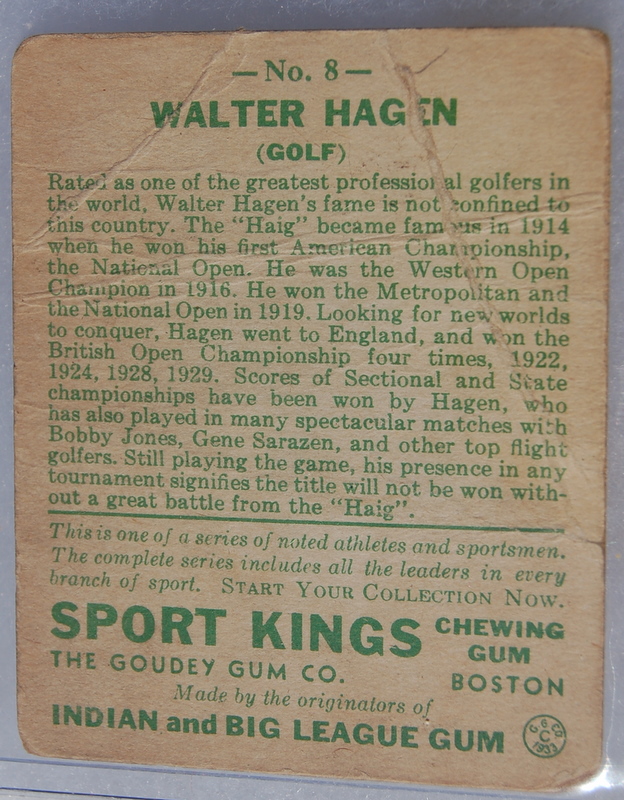 — No. 8 —
WALTER HAGEN
(GOLF)
Rated as one of the greatest professional golfers in
the world, Walter Hagen's fame is not confined to
this country. The "Haig" became famous in 1914
when he won his first American Championship,
the National Open. He was the Western Open
Champion in 1916. He won the Metropolitan and
the National Open in 1919. Looking for new worlds
to conquer, Hagen went to England, and won the
British Open Championship four times, 1922,
1924, 1928, 1929. Scores of Sectional and State
championships have been won by Hagen, who
has also played in many spectacular matches with
Bobby Jones, Gene Sarazen, and other top flight
golfers. Still playing the game, his presence in any
tournament signifies the title will not be won with-
out a great battle from the "Haig".
This is one of a series of noted athletes and sportsmen.
The complete series includes all the leaders in every
branch of sport. START YOUR COLLECTION NOW.
SPORT KINGS CHEWING GUM
THE GOUDEY GUM CO. BOSTON
Made by the originators of
INDIAN and BIG LEAGUE GUM
G. G. CO.
C
1933